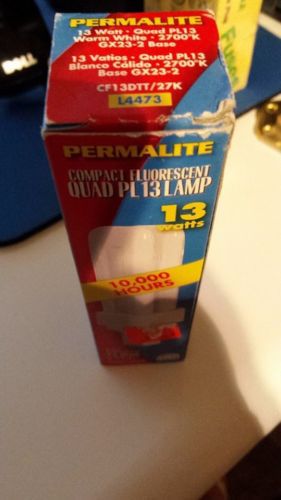 PERMALITE
13 Watt · Quad PL13
Warm White · 2700°K
GX23-2 Base
13 Vatios · Quad PL13
Blanco Cálido · 2700°K
Base GX23-2
CF13DTT/27K
L4473
PERMALITE
COMPACT FLUORESCENT
QUAD PL13 LAMP
13
watts
10,000
HOURS
DELL